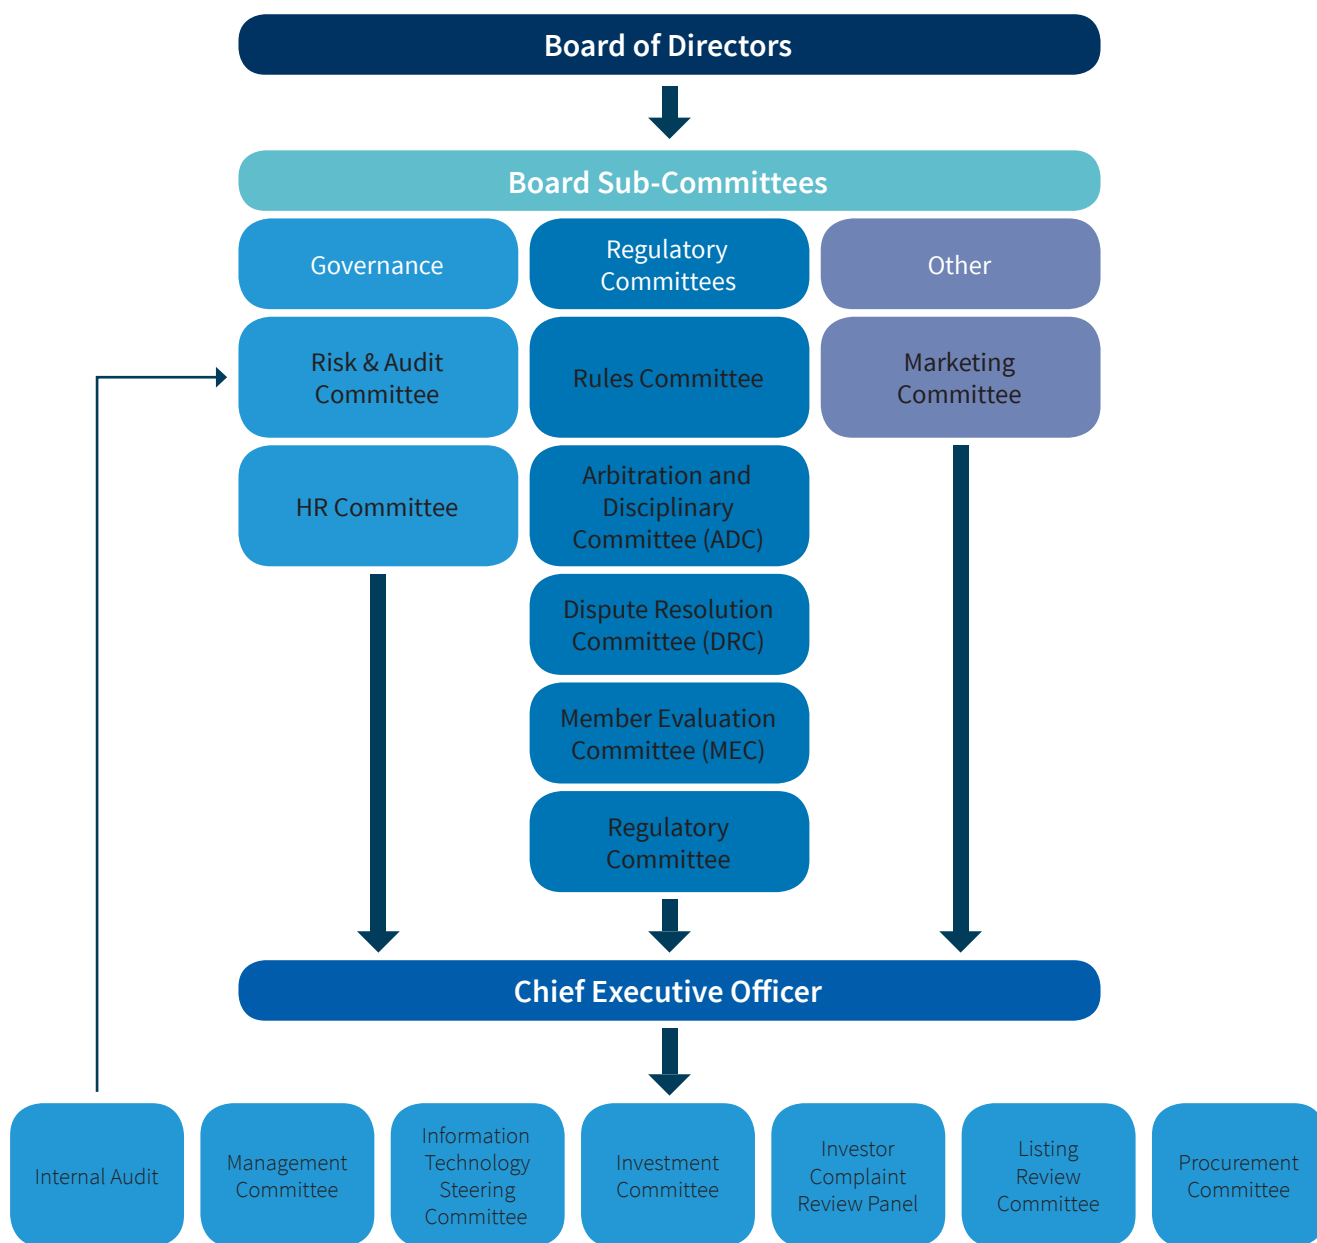 Board of Directors
Board Sub-Committees
Governance
Regulatory
Committees
Other
Risk & Audit
Committee
Rules Committee
Marketing
Committee
HR Committee
Arbitration and
Disciplinary
Committee (ADC)
Dispute Resolution
Committee (DRC)
Member Evaluation
Committee (MEC)
Regulatory
Committee
Chief Executive Officer
Internal Audit
Management
Committee
Information
Technology
Steering
Committee
Investment
Committee
Investor
Complaint
Review Panel
Listing
Review
Committee
Procurement
Committee